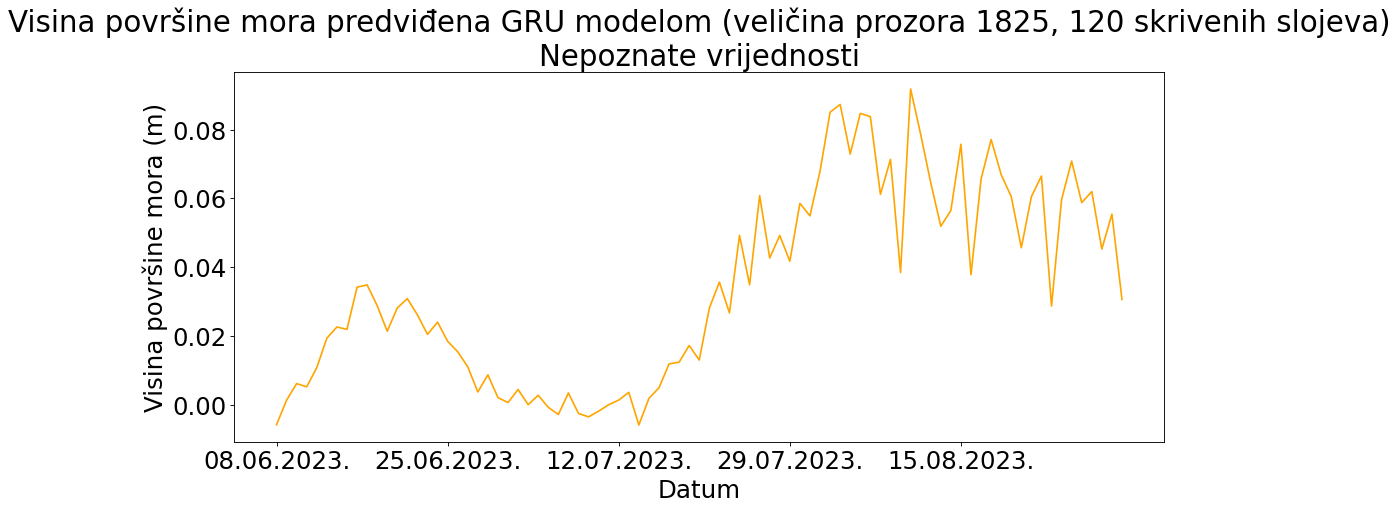 Visina površine mora predviđena GRU modelom (veličina prozora 1825, 120 skrivenih slojeva)
Nepoznate vrijednosti
Visina površine mora (m)
0.08
0.06
0.04
0.02
0.00
08.06.2023.
25.06.2023.
12.07.2023.
29.07.2023.
15.08.2023.
Datum